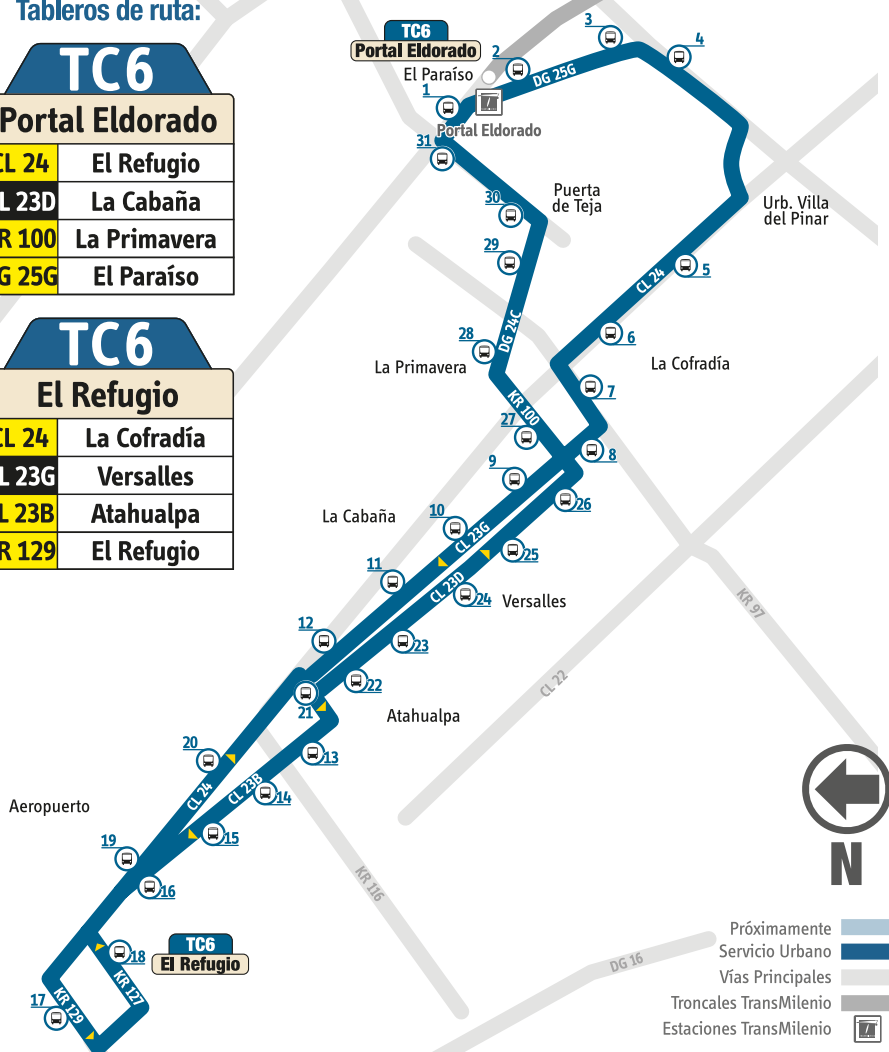 Tableros de ruta:
TC6
Portal Eldorado
CL 24 El Refugio
L 23D La Cabaña
R 100 La Primavera
G 25G El Paraíso
TC6
El Refugio
CL 24 La Cofradía
L 23G Versalles
L 23B Atahualpa
R 129 El Refugio
TC6
Portal Eldorado
El Paraíso
1
2
3
4
DG 25G
Portal Eldorado
31
30
Puerta
de Teja
Urb. Villa
del Pinar
29
5
CL 24
28
DG 24C
6
La Primavera
La Cofradía
7
KR 100
27
8
9
26
10
La Cabaña
CL 23G
25
11
CL 23D
24
Versalles
KR 97
12
23
22
CL 22
21
Atahualpa
20
13
CL 24
CL 23B
14
Aeropuerto
15
19
16
KR 116
N
18
TC6
El Refugio
KR 127
17
KR 129
DG 16
Próximamente
Servicio Urbano
Vías Principales
Troncales TransMilenio
Estaciones TransMilenio